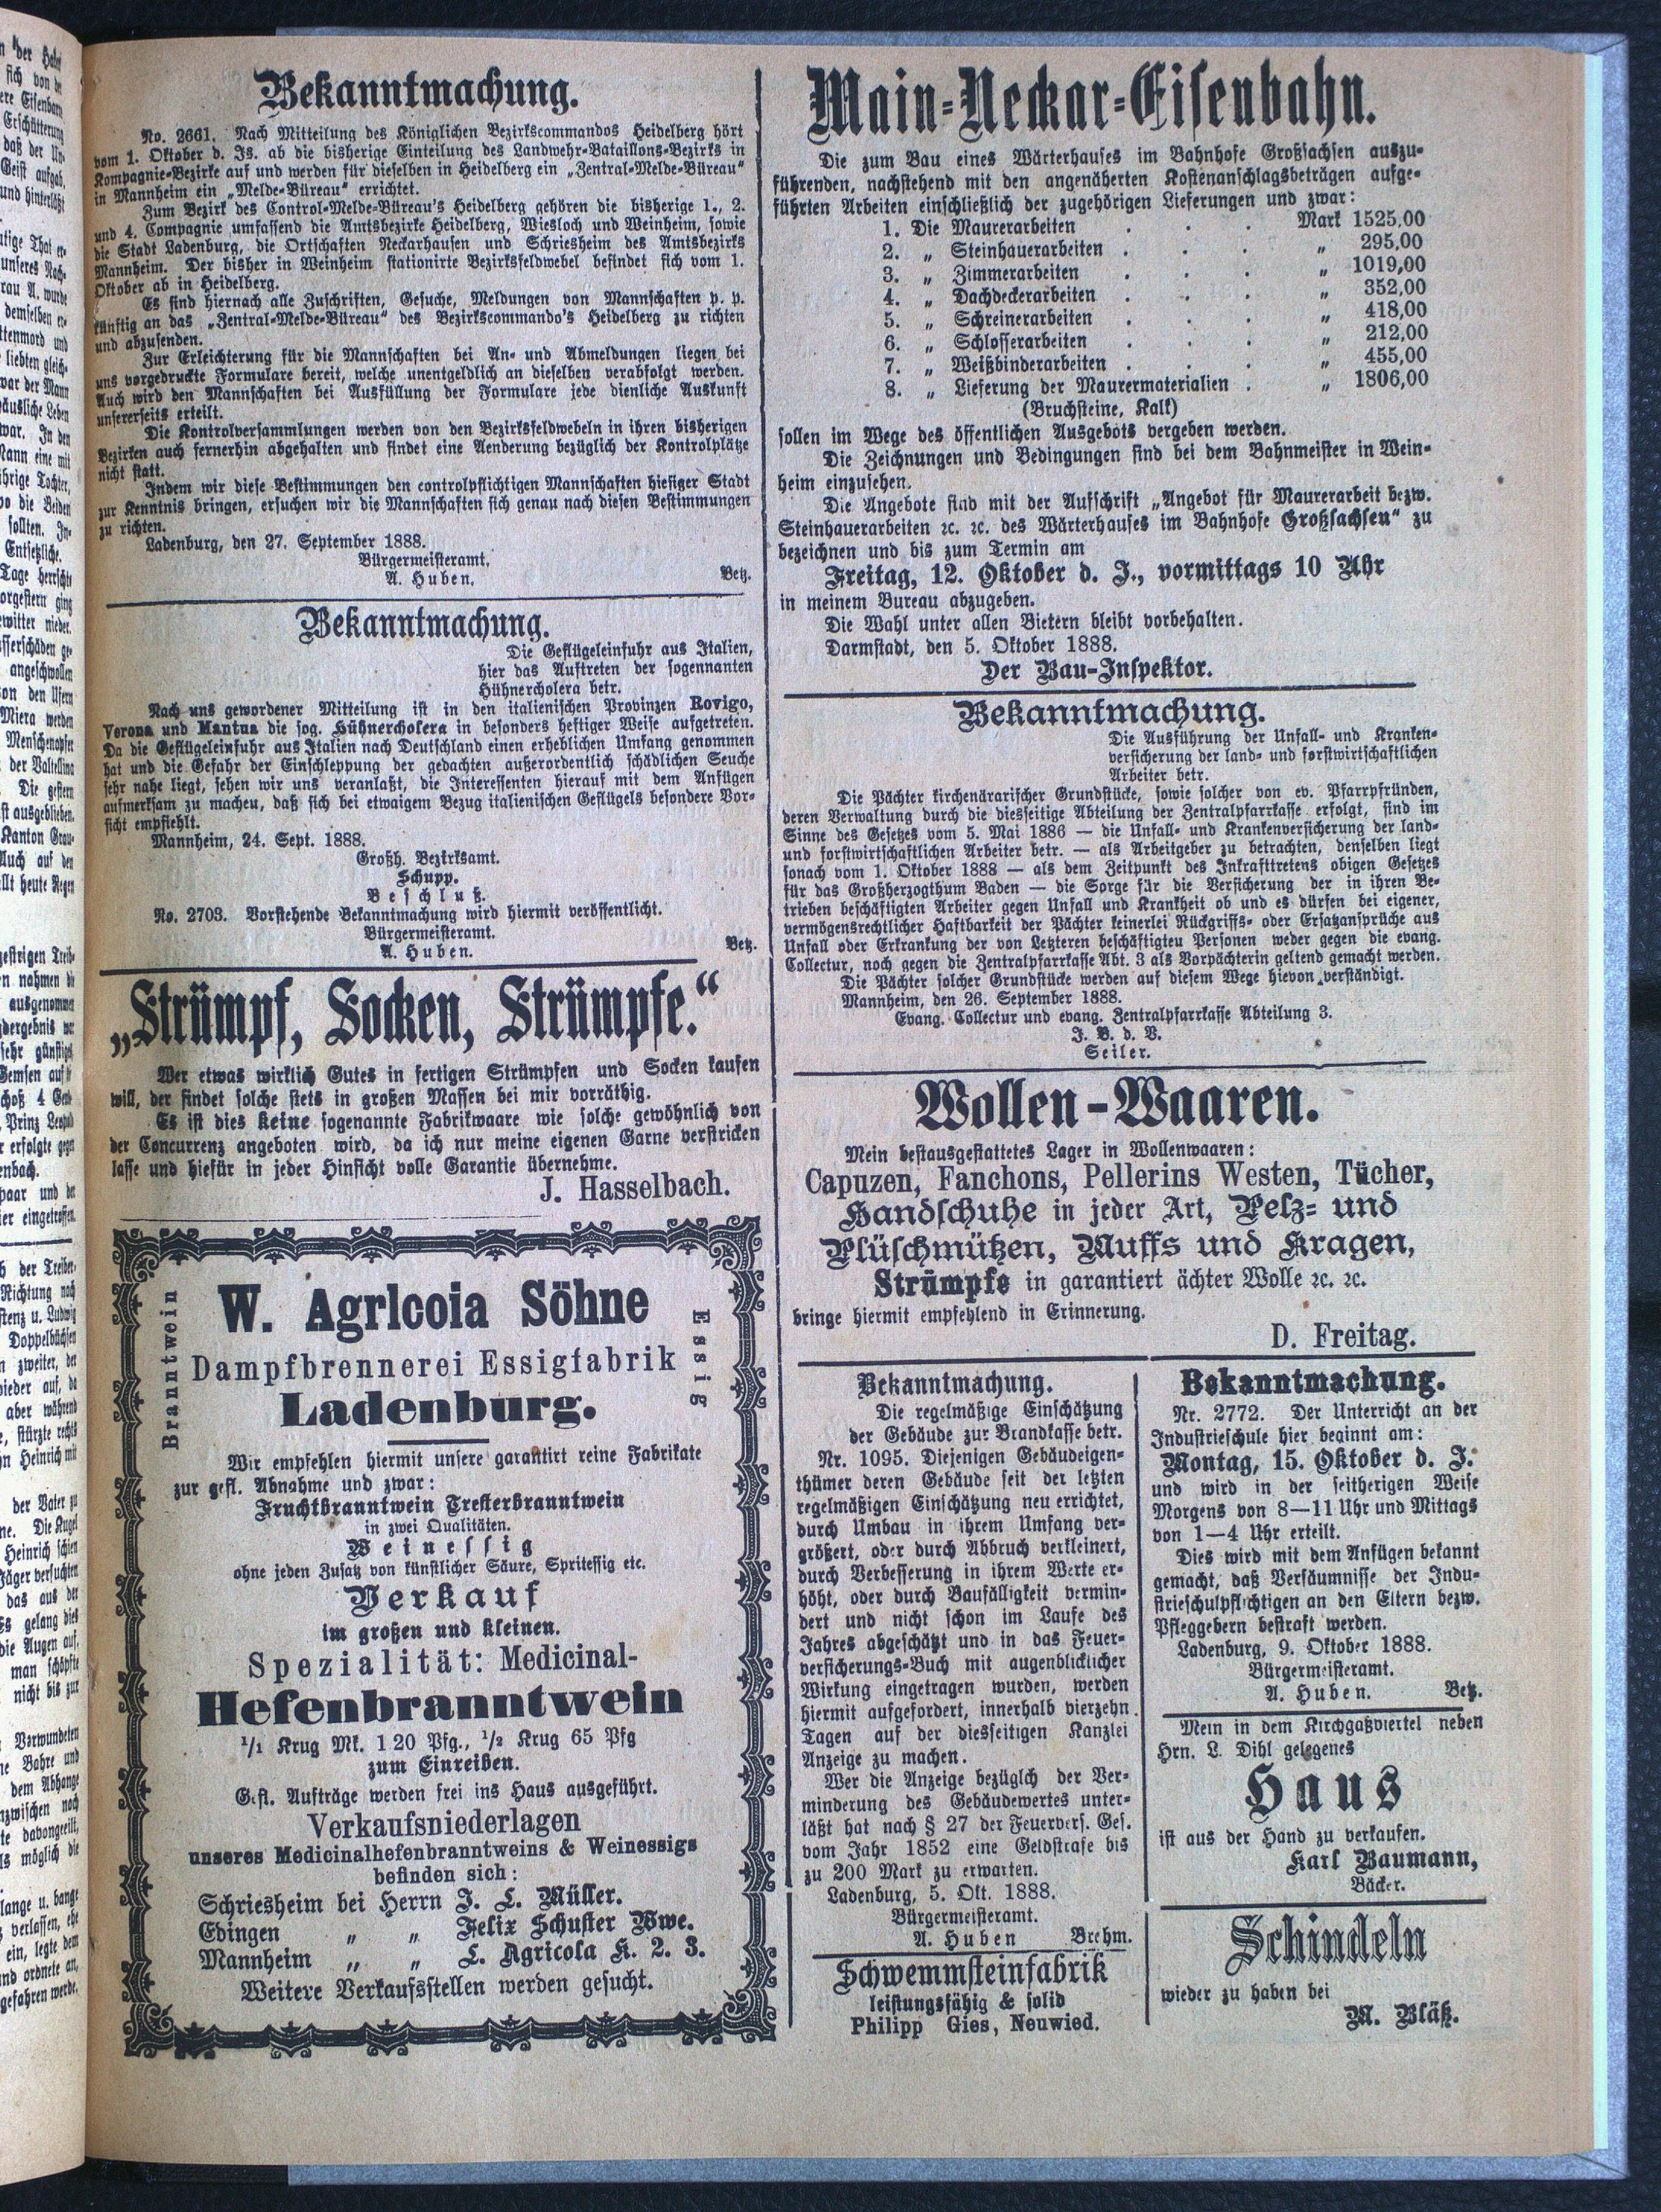 Bekanntmachung.
No. 2661. Nach Mitteilung des Königlichen Bezirkscommandos Heidelberg hört
vom 1. Oktober d. Js. ab die bisherige Einteilung des Landwehr-Bataillons-Bezirks in
Kompagnie-Bezirke auf und werden für dieselben in Heidelberg ein „Zentral-Melde-Büreau“
in Mannheim ein „Melde-Büreau“ errichtet.
Zum Bezirk des Control-Melde-Büreau's Heidelberg gehören die bisherige 1., 2.
und 4. Compagnie umfassend die Amtsbezirke Heidelberg, Wiesloch und Weinheim, sowie
die Stadt Ladenburg, die Ortschaften Neckarhausen und Schriesheim des Amtsbezirks
Mannheim. Der bisher in Weinheim stationirte Bezirksfeldwebel befindet sich vom 1.
Oktober ab in Heidelberg.
Es sind hiernach alle Zuschriften, Gesuche, Meldungen von Mannschaften p. p.
künftig an das „Zentral-Melde-Büreau“ des Bezirkscommando's Heidelberg zu richten
und abzusenden.
Zur Erleichterung für die Mannschaften bei An- und Abmeldungen liegen bei
uns vorgedruckte Formulare bereit, welche unentgeldlich an dieselben verabfolgt werden.
Auch wird den Mannschaften bei Ausfüllung der Formulare jede dienliche Auskunft
unsererseits erteilt.
Die Kontrolversammlungen werden von den Bezirksfeldwebeln in ihren bisherigen
Bezirken auch fernerhin abgehalten und findet eine Aenderung bezüglich der Kontrolplätze
nicht statt.
Indem wir diese Bestimmungen den controlpflichtigen Mannschaften hiesiger Stadt
zur Kenntnis bringen, ersuchen wir die Mannschaften sich genau nach diesen Bestimmungen
zu richten.
Ladenburg, den 27. September 1888.
Bürgermeisteramt.
A. Huben. Betz.
Bekanntmachung.
Die Geflügeleinfuhr aus Italien,
hier das Auftreten der sogennanten
Hühnercholera betr.
Nach uns gewordener Mitteilung ist in den italienischen Provinzen Rovigo,
Verona und Mantua die sog. Hühnercholera in besonders heftiger Weise aufgetreten.
Da die Geflügeleinfuhr aus Italien nach Deutschland einen erheblichen Umfang genommen
hat und die Gefahr der Einschleppung der gedachten außerordentlich schädlichen Seuche
sehr nahe liegt, sehen wir uns veranlaßt, die Interessenten hierauf mit dem Anfügen
aufmerksam zu macheu, daß sich bei etwaigem Bezug italienischen Geflügels besondere Vor-
sicht empfiehlt.
Mannheim, 24. Sept. 1888.
Großh. Bezirksamt.
Schupp.
Beschluß.
No. 2703. Vorstehende Bekanntmachung wird hiermit veröffentlicht.
Bürgermeisteramt.
A. Huben. Betz.
„Strümpf, Socken, Strümpfe.“
Wer etwas wirklich Gutes in fertigen Strümpfen und Socken kaufen
will, der findet solche stets in großen Massen bei mir vorräthig.
Es ist dies keine sogenannte Fabrikwaare wie solche gewöhnlich von
der Concurrenz angeboten wird, da ich nur meine eigenen Garne verstricken
lasse und hiefür in jeder Hinsicht volle Garantie übernehme.
J. Hasselbach.
Branntwein
Essig
W. Agrlcoia Söhne
Dampfbrennerei Essigfabrik
Ladenburg.
Wir empfehlen hiermit unsere garantirt reine Fabrikate
zur gefl. Abnahme und zwar:
Fruchtbranntwein Tresterbranntwein
in zwei Qualitäten.
Weinessig
ohne jeden Zusatz von künstlicher Säure, Spritessig etc.
Verkauf
im großen und kleinen.
Spezialität: Medicinal-
Hefenbranntwein
1/1 Krug Mk. 1 20 Pfg., 1/2 Krug 65 Pfg
zum Einreiben.
Gefl. Aufträge werden frei ins Haus ausgeführt.
Verkaufsniederlagen
unseres Medicinalhefenbranntweins & Weinessigs
befinden sich:
Schriesheim bei Herrn J. L. Müller.
Edingen „ „ Felix Schuster Wwe.
Mannheim „ „ L. Agricola K. 2. 3.
Weitere Verkaufsstellen werden gesucht.
Main-Neckar-Eisenbahn.
Die zum Bau eines Wärterhauses im Bahnhofe Großsachsen auszu-
führenden, nachstehend mit den angenäherten Kostenanschlagsbeträgen aufge-
führten Arbeiten einschließlich der zugehörigen Lieferungen und zwar:
1. Die Maurerarbeiten . . . Mark 1525,00
2. „ Steinhauerarbeiten . . . „ 295,00
3. „ Zimmerarbeiten . . . „ 1019,00
4. „ Dachdeckerarbeiten . . . „ 352,00
5. „ Schreinerarbeiten . . . „ 418,00
6. „ Schlosserarbeiten . . . „ 212,00
7. „ Weißbinderarbeiten . . . „ 455,00
8. „ Lieferung der Maurermaterialien . „ 1806,00
(Bruchsteine, Kalk)
sollen im Wege des öffentlichen Ausgebots vergeben werden.
Die Zeichnungen und Bedingungen sind bei dem Bahnmeister in Wein-
heim einzusehen.
Die Angebote sind mit der Aufschrift „Angebot für Maurerarbeit bezw.
Steinhauerarbeiten ꝛc. ꝛc. des Wärterhauses im Bahnhofe Großsachsen“ zu
bezeichnen und bis zum Termin am
Freitag, 12. Oktober d. J., vormittags 10 Uhr
in meinem Bureau abzugeben.
Die Wahl unter allen Bietern bleibt vorbehalten.
Darmstadt, den 5. Oktober 1888.
Der Bau-Inspektor.
Bekanntmachung.
Die Ausführung der Unfall- und Kranken-
versicherung der land- und forstwirtschaftlichen
Arbeiter betr.
Die Pächter kirchenärarischer Grundstücke, sowie solcher von ev. Pfarrpfründen,
deren Verwaltung durch die diesseitige Abteilung der Zentralpfarrkasse erfolgt, sind im
Sinne des Gesetzes vom 5. Mai 1886 — die Unfall- und Krankenversicherung der land-
und forstwirtschaftlichen Arbeiter betr. — als Arbeitgeber zu betrachten, denselben liegt
sonach vom 1. Oktober 1888 — als dem Zeitpunkt des Inkrafttretens obigen Gesetzes
für das Großherzogthum Baden — die Sorge für die Versicherung der in ihren Be-
trieben beschäftigten Arbeiter gegen Unfall und Krankheit ob und es dürfen bei eigener,
vermögensrechtlicher Haftbarkeit der Pächter keinerlei Rückgriffs- oder Ersatzansprüche aus
Unfall oder Erkrankung der von Letzteren beschäftigteu Personen weder gegen die evang.
Collectur, noch gegen die Zentralpfarrkasse Abt. 3 als Vorpächterin geltend gemacht werden.
Die Pächter solcher Grundstücke werden auf diesem Wege hievon verständigt.
Mannheim, den 26. September 1888.
Evang. Collectur und evang. Zentralpfarrkasse Abteilung 3.
J. V. d. V.
Seiler.
Wollen-Waaren.
Mein bestausgestattetes Lager in Wollenwaaren:
Capuzen, Fanchons, Pellerins Westen, Tücher,
Handschuhe in jeder Art, Pelz- und
Plüschmützen, Muffs und Kragen,
Strümpfe in garantiert ächter Wolle ꝛc. ꝛc.
bringe hiermit empfehlend in Erinnerung.
D. Freitag.
Bekanntmachung.
Die regelmäßige Einschätzung
der Gebäude zur Brandkasse betr.
Nr. 1095. Diejenigen Gebäudeigen-
thümer deren Gebäude seit der letzten
regelmäßigen Einschätzung neu errichtet,
durch Umbau in ihrem Umfang ver-
größert, oder durch Abbruch verkleinert,
durch Verbesserung in ihrem Werte er-
höht, oder durch Baufälligkeit vermin-
dert und nicht schon im Laufe des
Jahres abgeschätzt und in das Feuer-
versicherungs-Buch mit augenblicklicher
Wirkung eingetragen wurden, werden
hiermit aufgefordert, innerhalb vierzehn
Tagen auf der diesseitigen Kanzlei
Anzeige zu machen.
Wer die Anzeige bezüglch der Ver-
minderung des Gebäudewertes unter-
läßt hat nach § 27 der Feuervers. Ges.
vom Jahr 1852 eine Geldstrafe bis
zu 200 Mark zu erwarten.
Ladenburg, 5. Okt. 1888.
Bürgermeisteramt.
A. Huben Brehm.
Schwemmsteinfabrik
leistungsfähig & solid
Philipp Gies, Neuwied.
Bekanntmachung.
Nr. 2772. Der Unterricht an der
Industrieschule hier beginnt am:
Montag, 15. Oktober d. J.
und wird in der seitherigen Weise
Morgens von 8—11 Uhr und Mittags
von 1—4 Uhr erteilt.
Dies wird mit dem Anfügen bekannt
gemacht, daß Versäumnisse der Indu-
strieschulpflichtigen an den Eltern bezw.
Pfleggebern bestraft werden.
Ladenburg, 9. Oktober 1888.
Bürgermeisteramt.
A. Huben. Betz.
Mein in dem Kirchgaßviertel neben
Hrn. L. Dihl gelegenes
Haus
ist aus der Hand zu verkaufen.
Karl Baumann,
Bäcker.
Schindeln
wieder zu haben bei
M. Bläß.